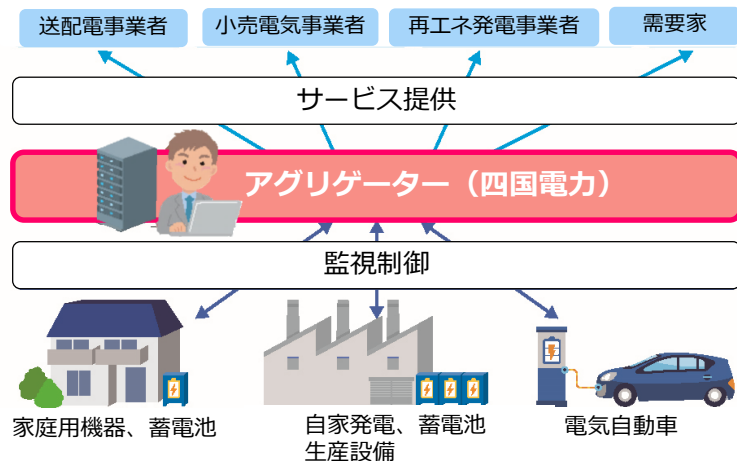 送配電事業者
小売電気事業者
再エネ発電事業者
需要家
サービス提供
アグリゲーター（四国電力）
監視制御
家庭用機器、蓄電池
自家発電、蓄電池
生産設備
電気自動車